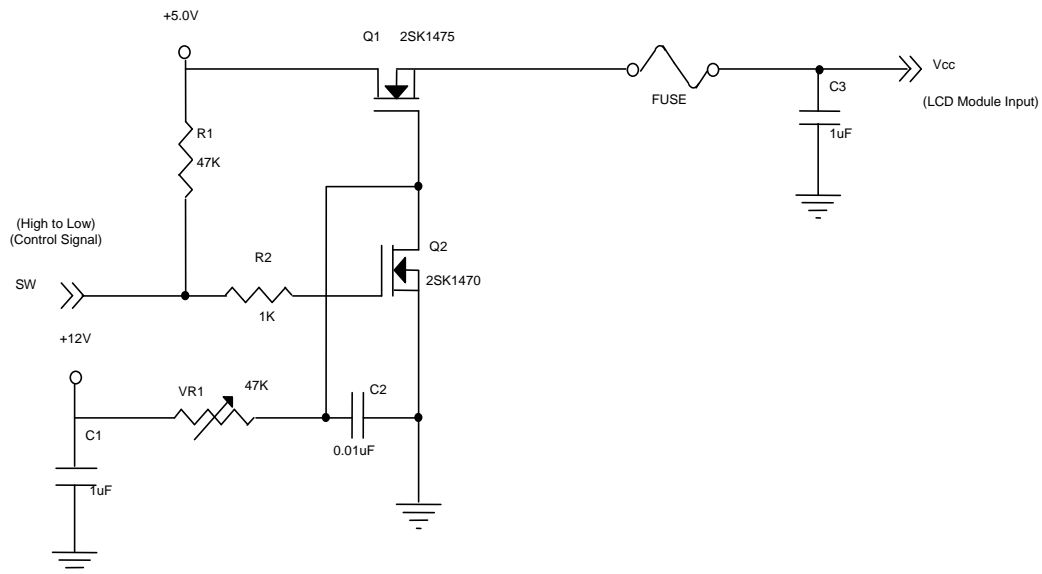 +5.0V
Q1 2SK1475
Vcc
FUSE
C3
(LCD Module Input)
R1
1uF
47K
(High to Low)
(Control Signal)
Q2
R2
SW
2SK1470
1K
+12V
VR1
47K
C2
C1
0.01uF
1uF